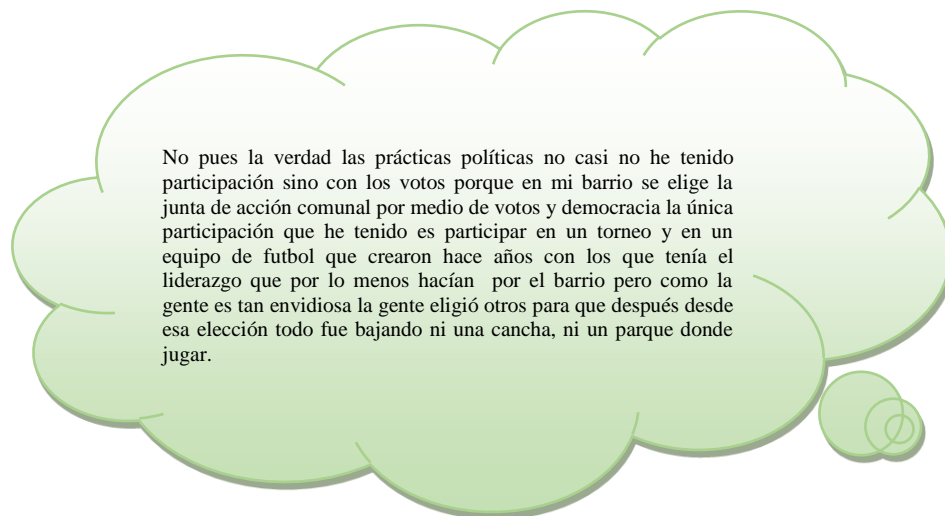 No pues la verdad las prácticas políticas no casi no he tenido
participación sino con los votos porque en mi barrio se elige la
junta de acción comunal por medio de votos y democracia la única
participación que he tenido es participar en un torneo y en un
equipo de futbol que crearon hace años con los que tenía el
liderazgo que por lo menos hacían  por el barrio pero como la
gente es tan envidiosa la gente eligió otros para que después desde
esa elección todo fue bajando ni una cancha, ni un parque donde
jugar.